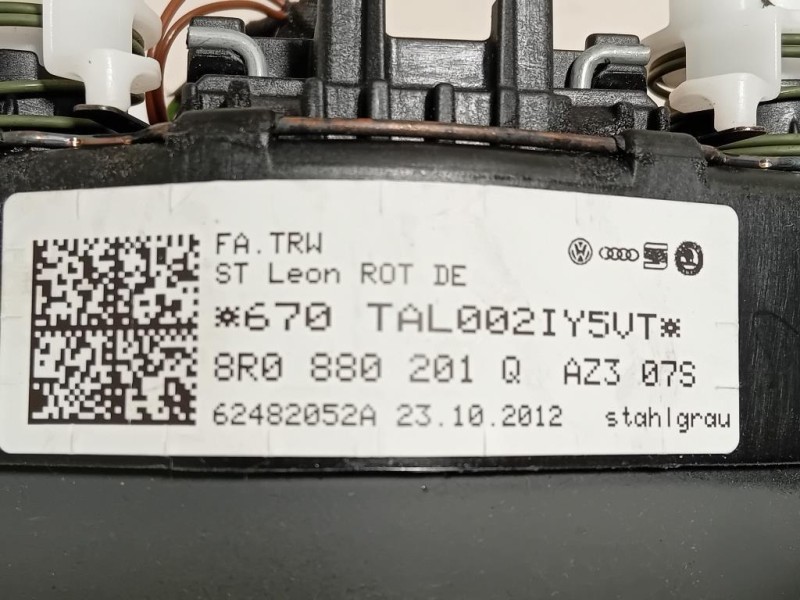 FA.TRW
ST Leon ROT DE
*670 TAL002IY5VT*
8R0 880 201 Q AZ3 07S
62482052A 23.10.2012 stahlgrau